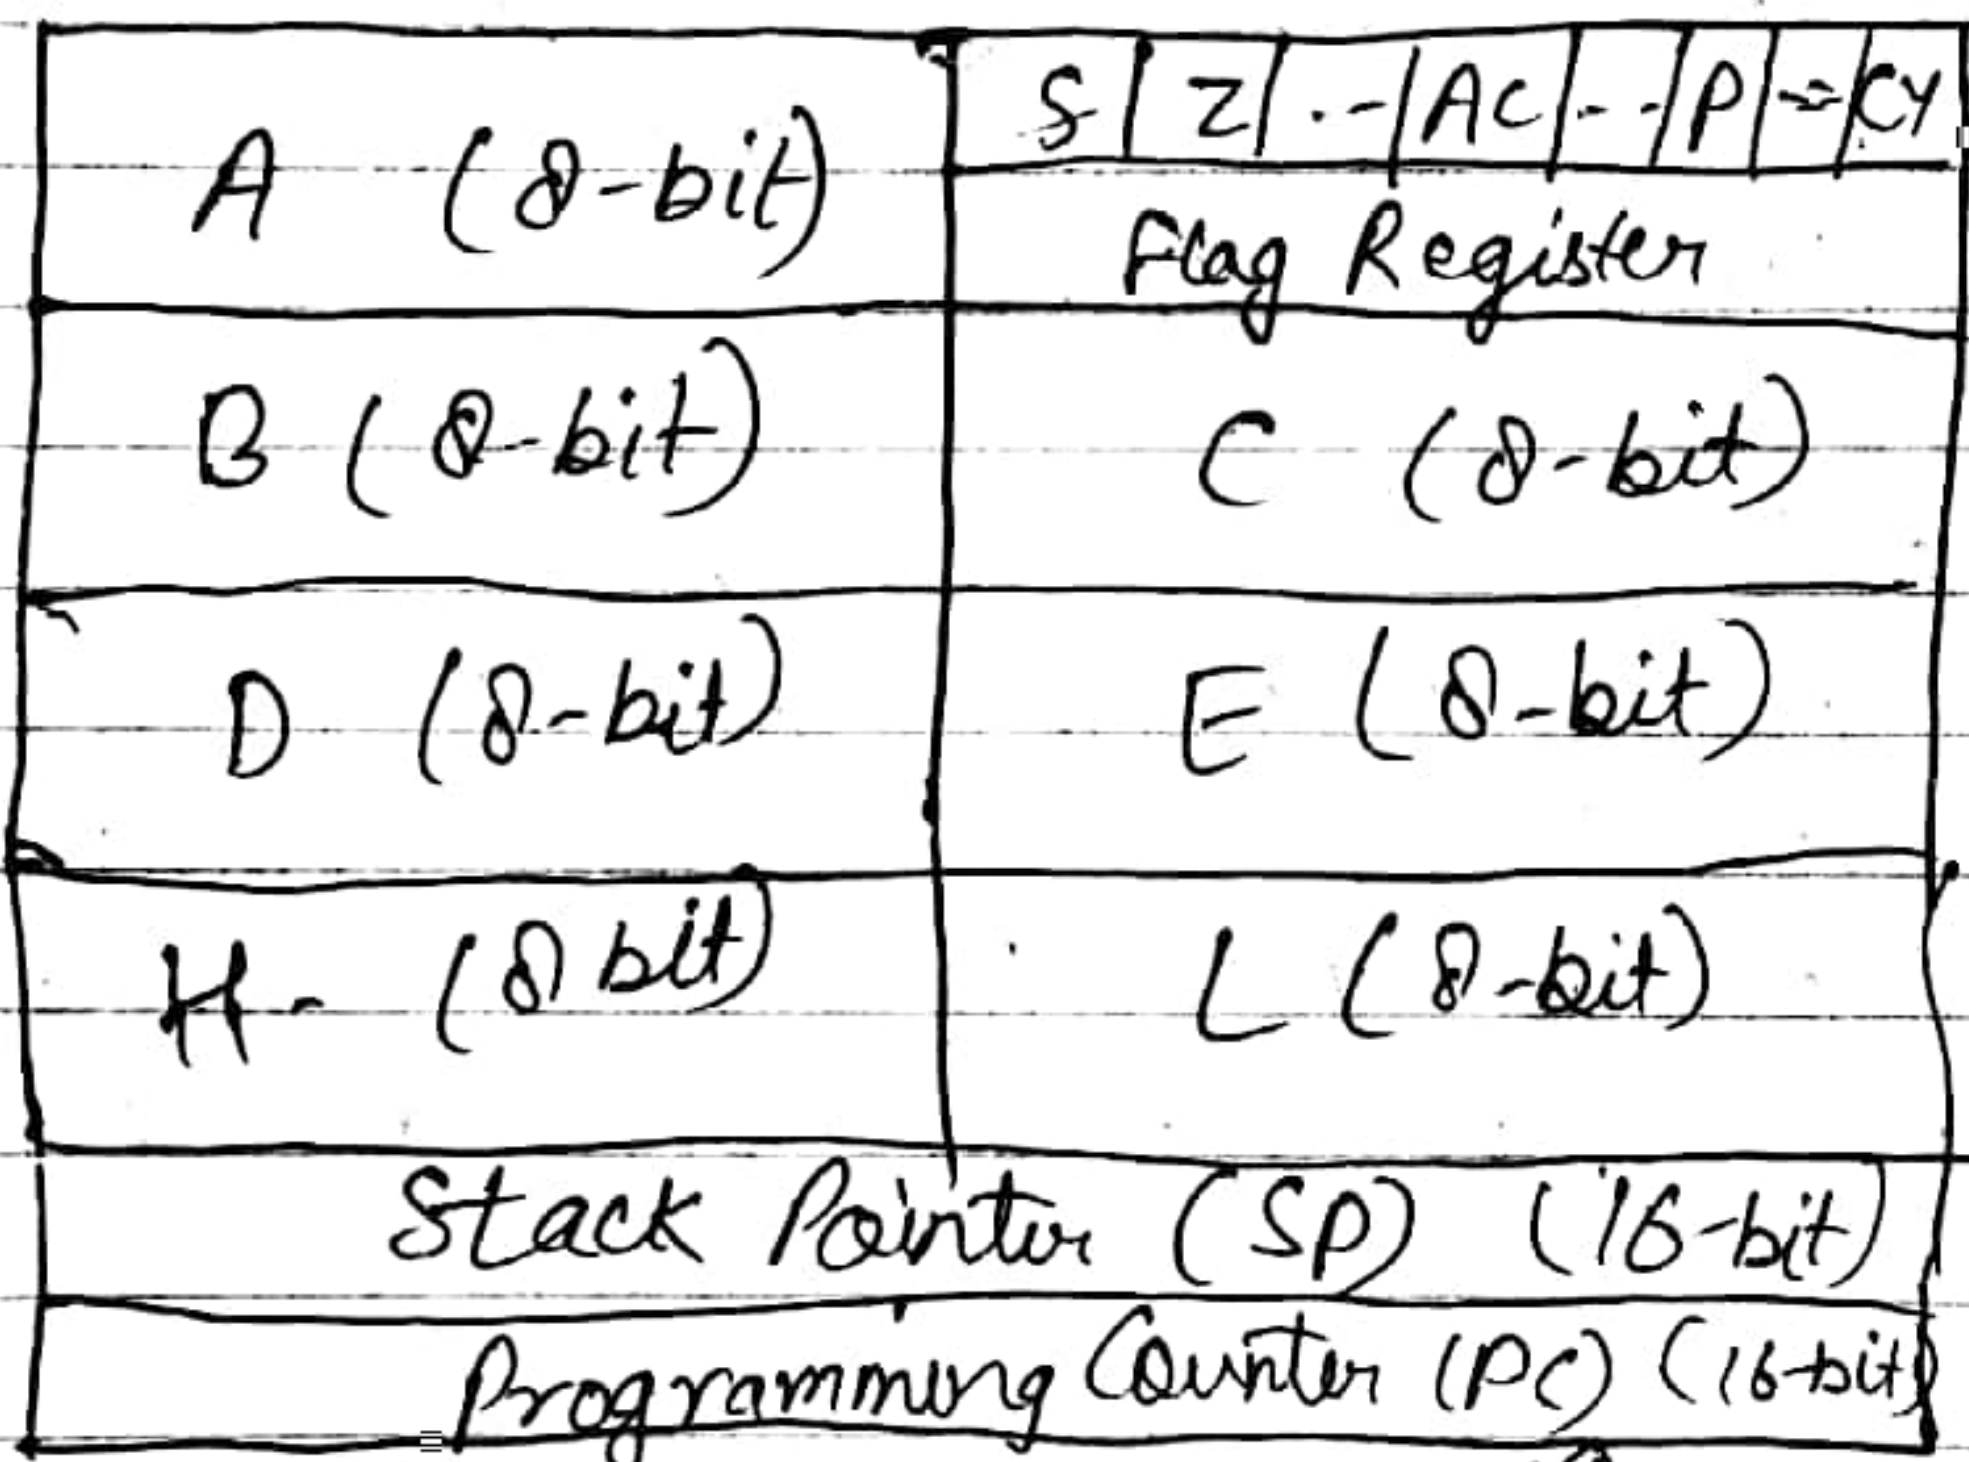 S | Z | .- | AC | -- | P | -- | CY
A (8-bit)
Flag Register
B (8-bit) C (8-bit)
D (8-bit) E (8-bit)
H - (8 bit) L (8-bit)
Stack Pointer (SP) (16-bit)
Programming Counter (PC) (16-bit)